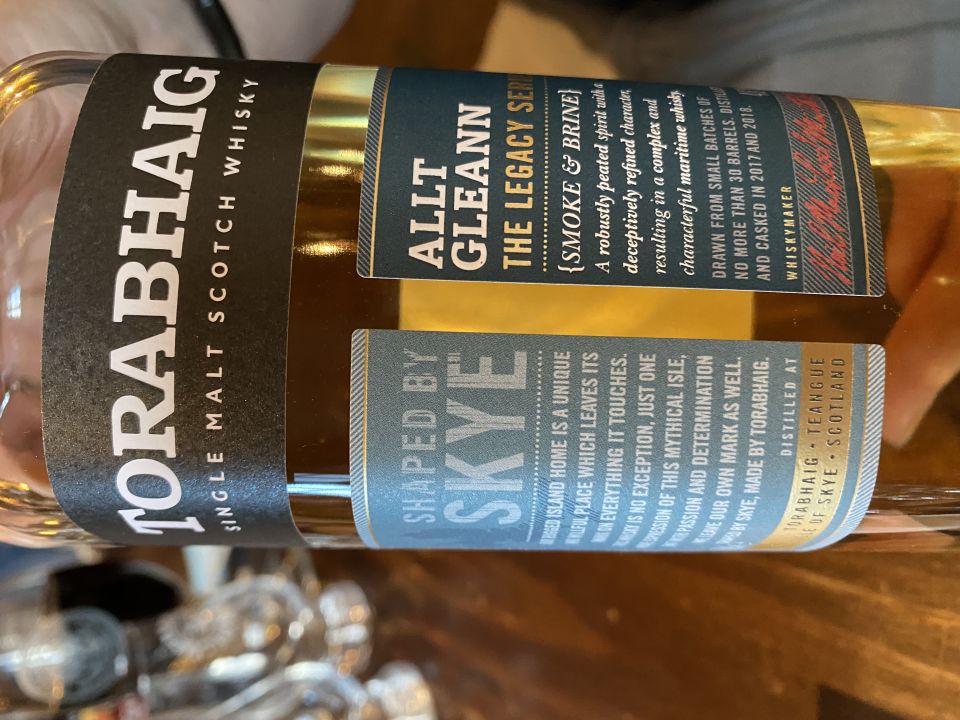 TORABHAIG
SINGLE MALT SCOTCH WHISKY
SHAPED BY
SKYE
ISLAND HOME IS A UNIQUE
PLACE WHICH LEAVES ITS
EVERYTHING IT TOUCHES.
IS NO EXCEPTION, JUST ONE
OF THIS MYTHICAL ISLE,
PASSION AND DETERMINATION
OUR OWN MARK AS WELL.
SKYE, MADE BY TORABHAIG.
DISTILLED AT
TORABHAIG • TEANGUE
OF SKYE • SCOTLAND
ALLT
GLEANN
THE LEGACY SERI
{SMOKE & BRINE}
A robustly peated spirit with a
deceptively refined character,
resulting in a complex and
characterful maritime whisky.
DRAWN FROM SMALL BATCHES OF
NO MORE THAN 30 BARRELS. DISTILL
AND CASKED IN 2017 AND 2018.
WHISKYMAKER